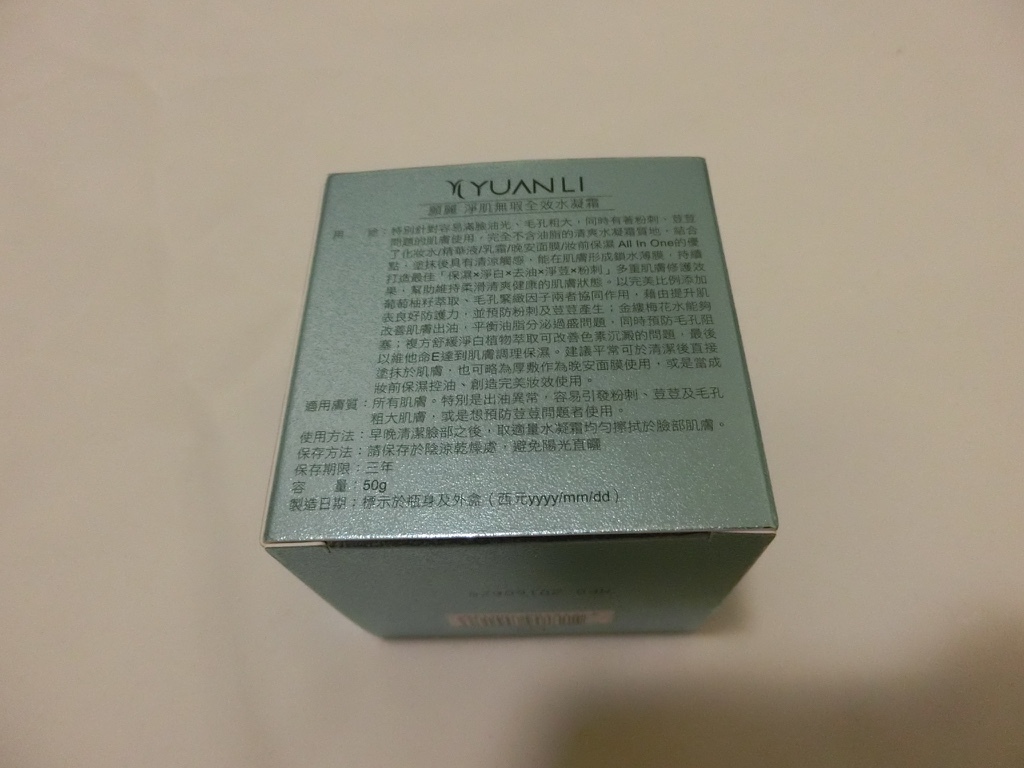 YUANLI
願麗 淨肌無瑕全效水凝霜
用 途：特別針對容易滿臉油光、毛孔粗大，同時有著粉刺、荳荳
問題的肌膚使用，完全不含油脂的清爽水凝霜質地，結合
了化妝水/精華液/乳霜/晚安面膜/妝前保濕All In One的優
點，塗抹後具有清涼觸感，能在肌膚形成鎖水薄膜，持續
打造最佳「保濕×淨白×去油×淨荳×粉刺」多重肌膚修護效
果，幫助維持柔滑清爽健康的肌膚狀態。以完美比例添加
葡萄柚籽萃取、毛孔緊緻因子兩者協同作用，藉由提升肌
表良好防護力，並預防粉刺及荳荳產生；金縷梅花水能夠
改善肌膚出油，平衡油脂分泌過盛問題，同時預防毛孔阻
塞；複方舒緩淨白植物萃取可改善色素沉澱的問題，最後
以維他命E達到肌膚調理保濕。建議平常可於清潔後直接
塗抹於肌膚，也可略為厚敷作為晚安面膜使用，或是當成
妝前保濕控油、創造完美妝效使用。
適用膚質：所有肌膚。特別是出油異常，容易引發粉刺、荳荳及毛孔
粗大肌膚，或是想預防荳荳問題者使用。
使用方法：早晚清潔臉部之後，取適量水凝霜均勻擦拭於臉部肌膚。
保存方法：請保存於陰涼乾燥處，避免陽光直曬
保存期限：三年
容 量：50g
製造日期：標示於瓶身及外盒（西元yyyy/mm/dd）